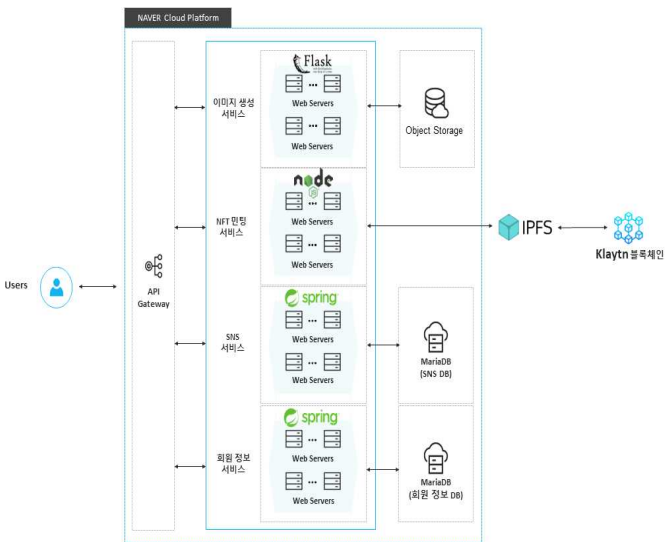 NAVER Cloud Platform
Users
API
Gateway
이미지 생성
서비스
Flask
...
Web Servers
...
Web Servers
Object Storage
NFT 민팅
서비스
node
JS
...
Web Servers
...
Web Servers
IPFS
Klaytn 블록체인
SNS
서비스
spring
...
Web Servers
...
Web Servers
MariaDB
(SNS DB)
회원 정보
서비스
spring
...
Web Servers
...
Web Servers
MariaDB
(회원 정보 DB)